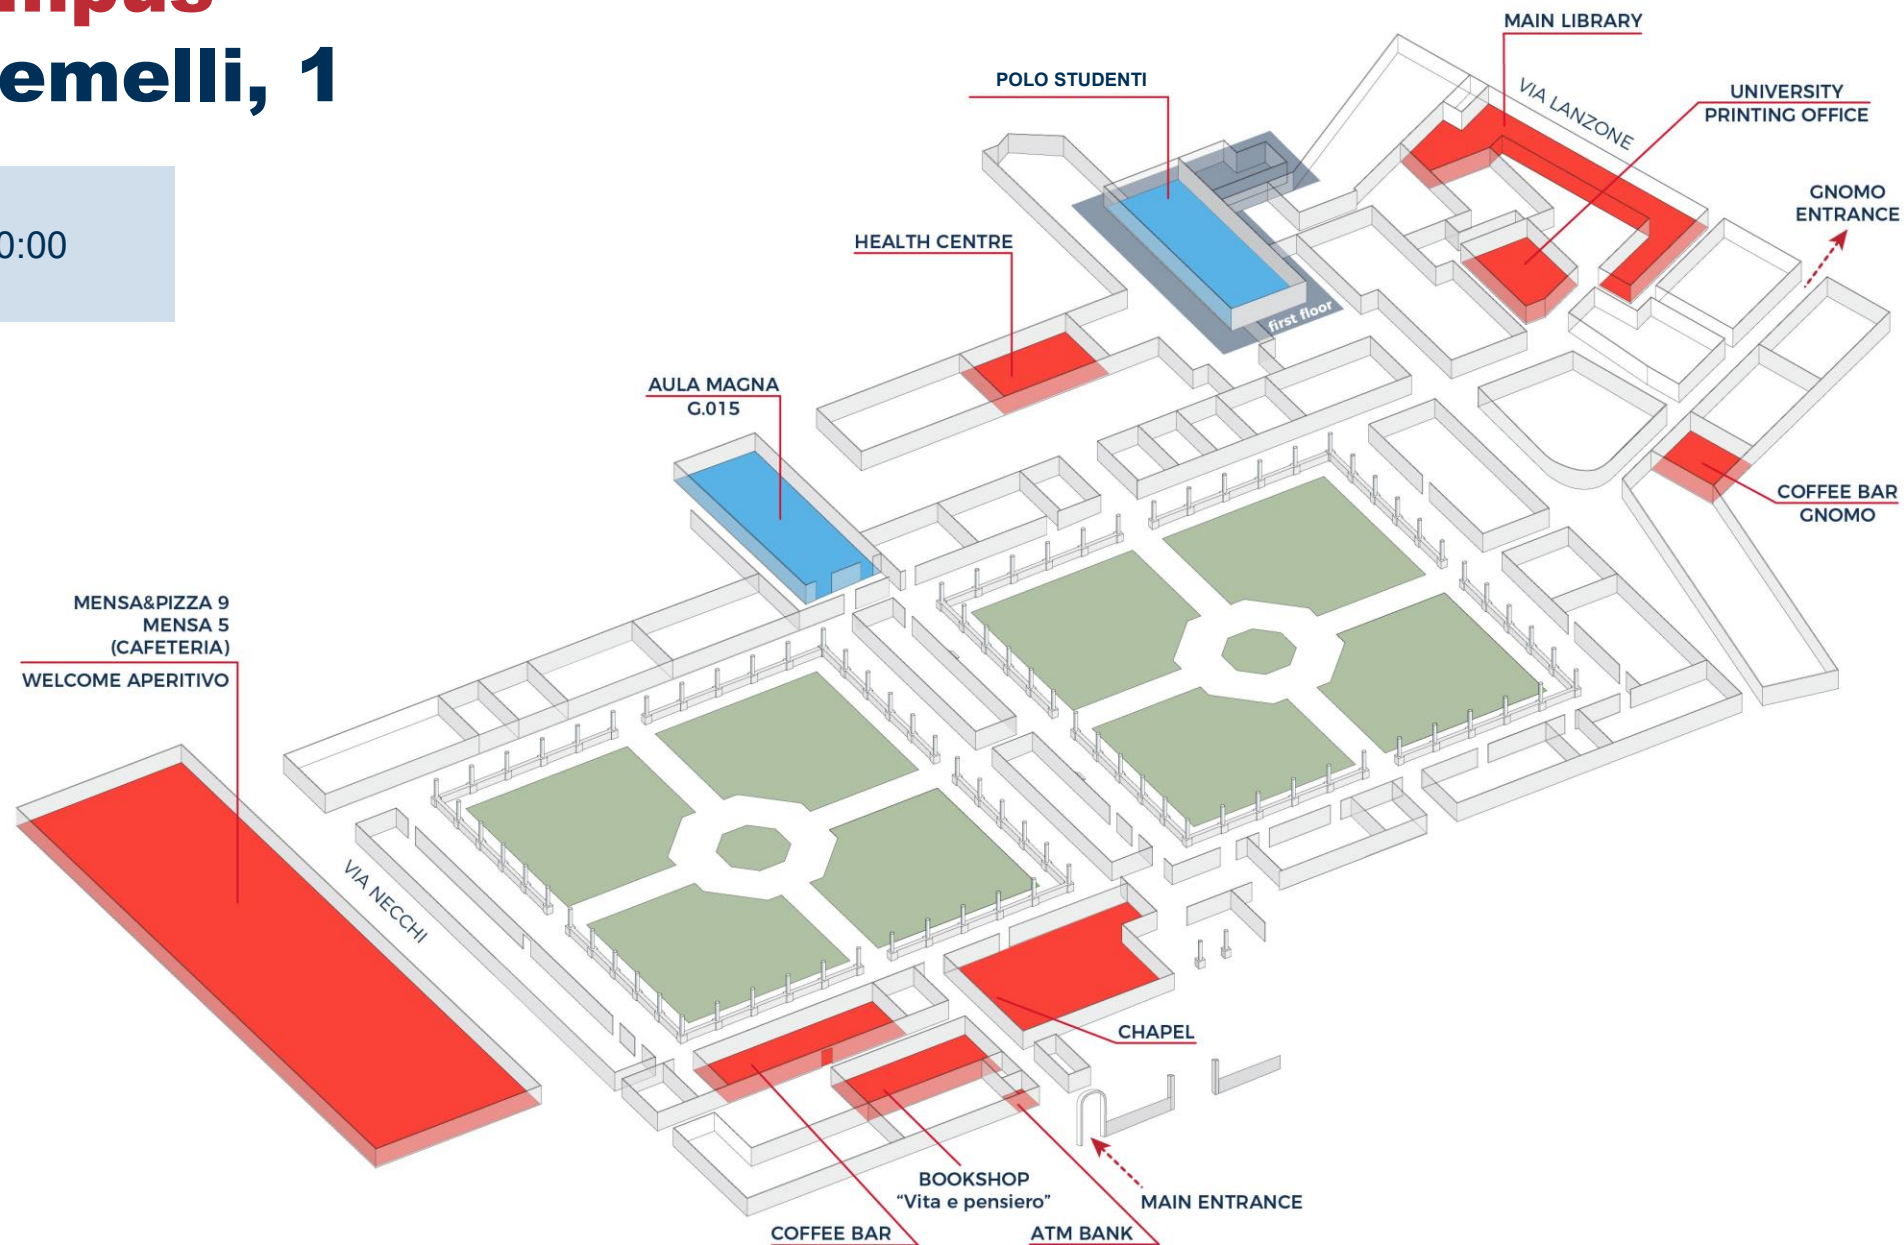 emelli, 1
0:00
MAIN LIBRARY
POLO STUDENTI
VIA LANZONE
UNIVERSITY
PRINTING OFFICE
GNOMO
ENTRANCE
HEALTH CENTRE
first floor
AULA MAGNA
G.015
COFFEE BAR
GNOMO
MENSA&PIZZA 9
MENSA 5
(CAFETERIA)
WELCOME APERITIVO
VIA NECCHI
CHAPEL
BOOKSHOP
“Vita e pensiero”
MAIN ENTRANCE
COFFEE BAR
ATM BANK